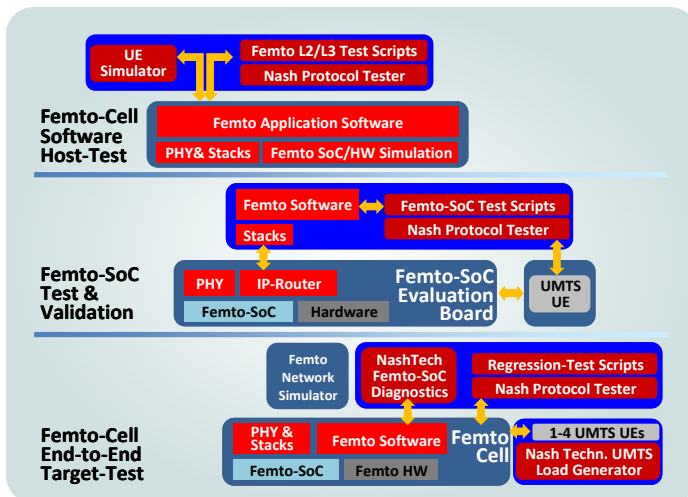 UE
Simulator
Femto L2/L3 Test Scripts
Nash Protocol Tester
Femto-Cell
Software
Host-Test
Femto Application Software
PHY& Stacks
Femto SoC/HW Simulation
Femto Software
Stacks
Femto-SoC Test Scripts
Nash Protocol Tester
Femto-SoC
Test &
Validation
PHY
IP-Router
Femto-SoC
Hardware
Femto-SoC
Evaluation
Board
UMTS
UE
Femto
Network
Simulator
NashTech
Femto-SoC
Diagnostics
Regression-Test Scripts
Nash Protocol Tester
Femto-Cell
End-to-End
Target-Test
PHY &
Stacks
Femto Software
Femto-SoC
Femto HW
Femto
Cell
1-4 UMTS UEs
Nash Techn. UMTS
Load Generator